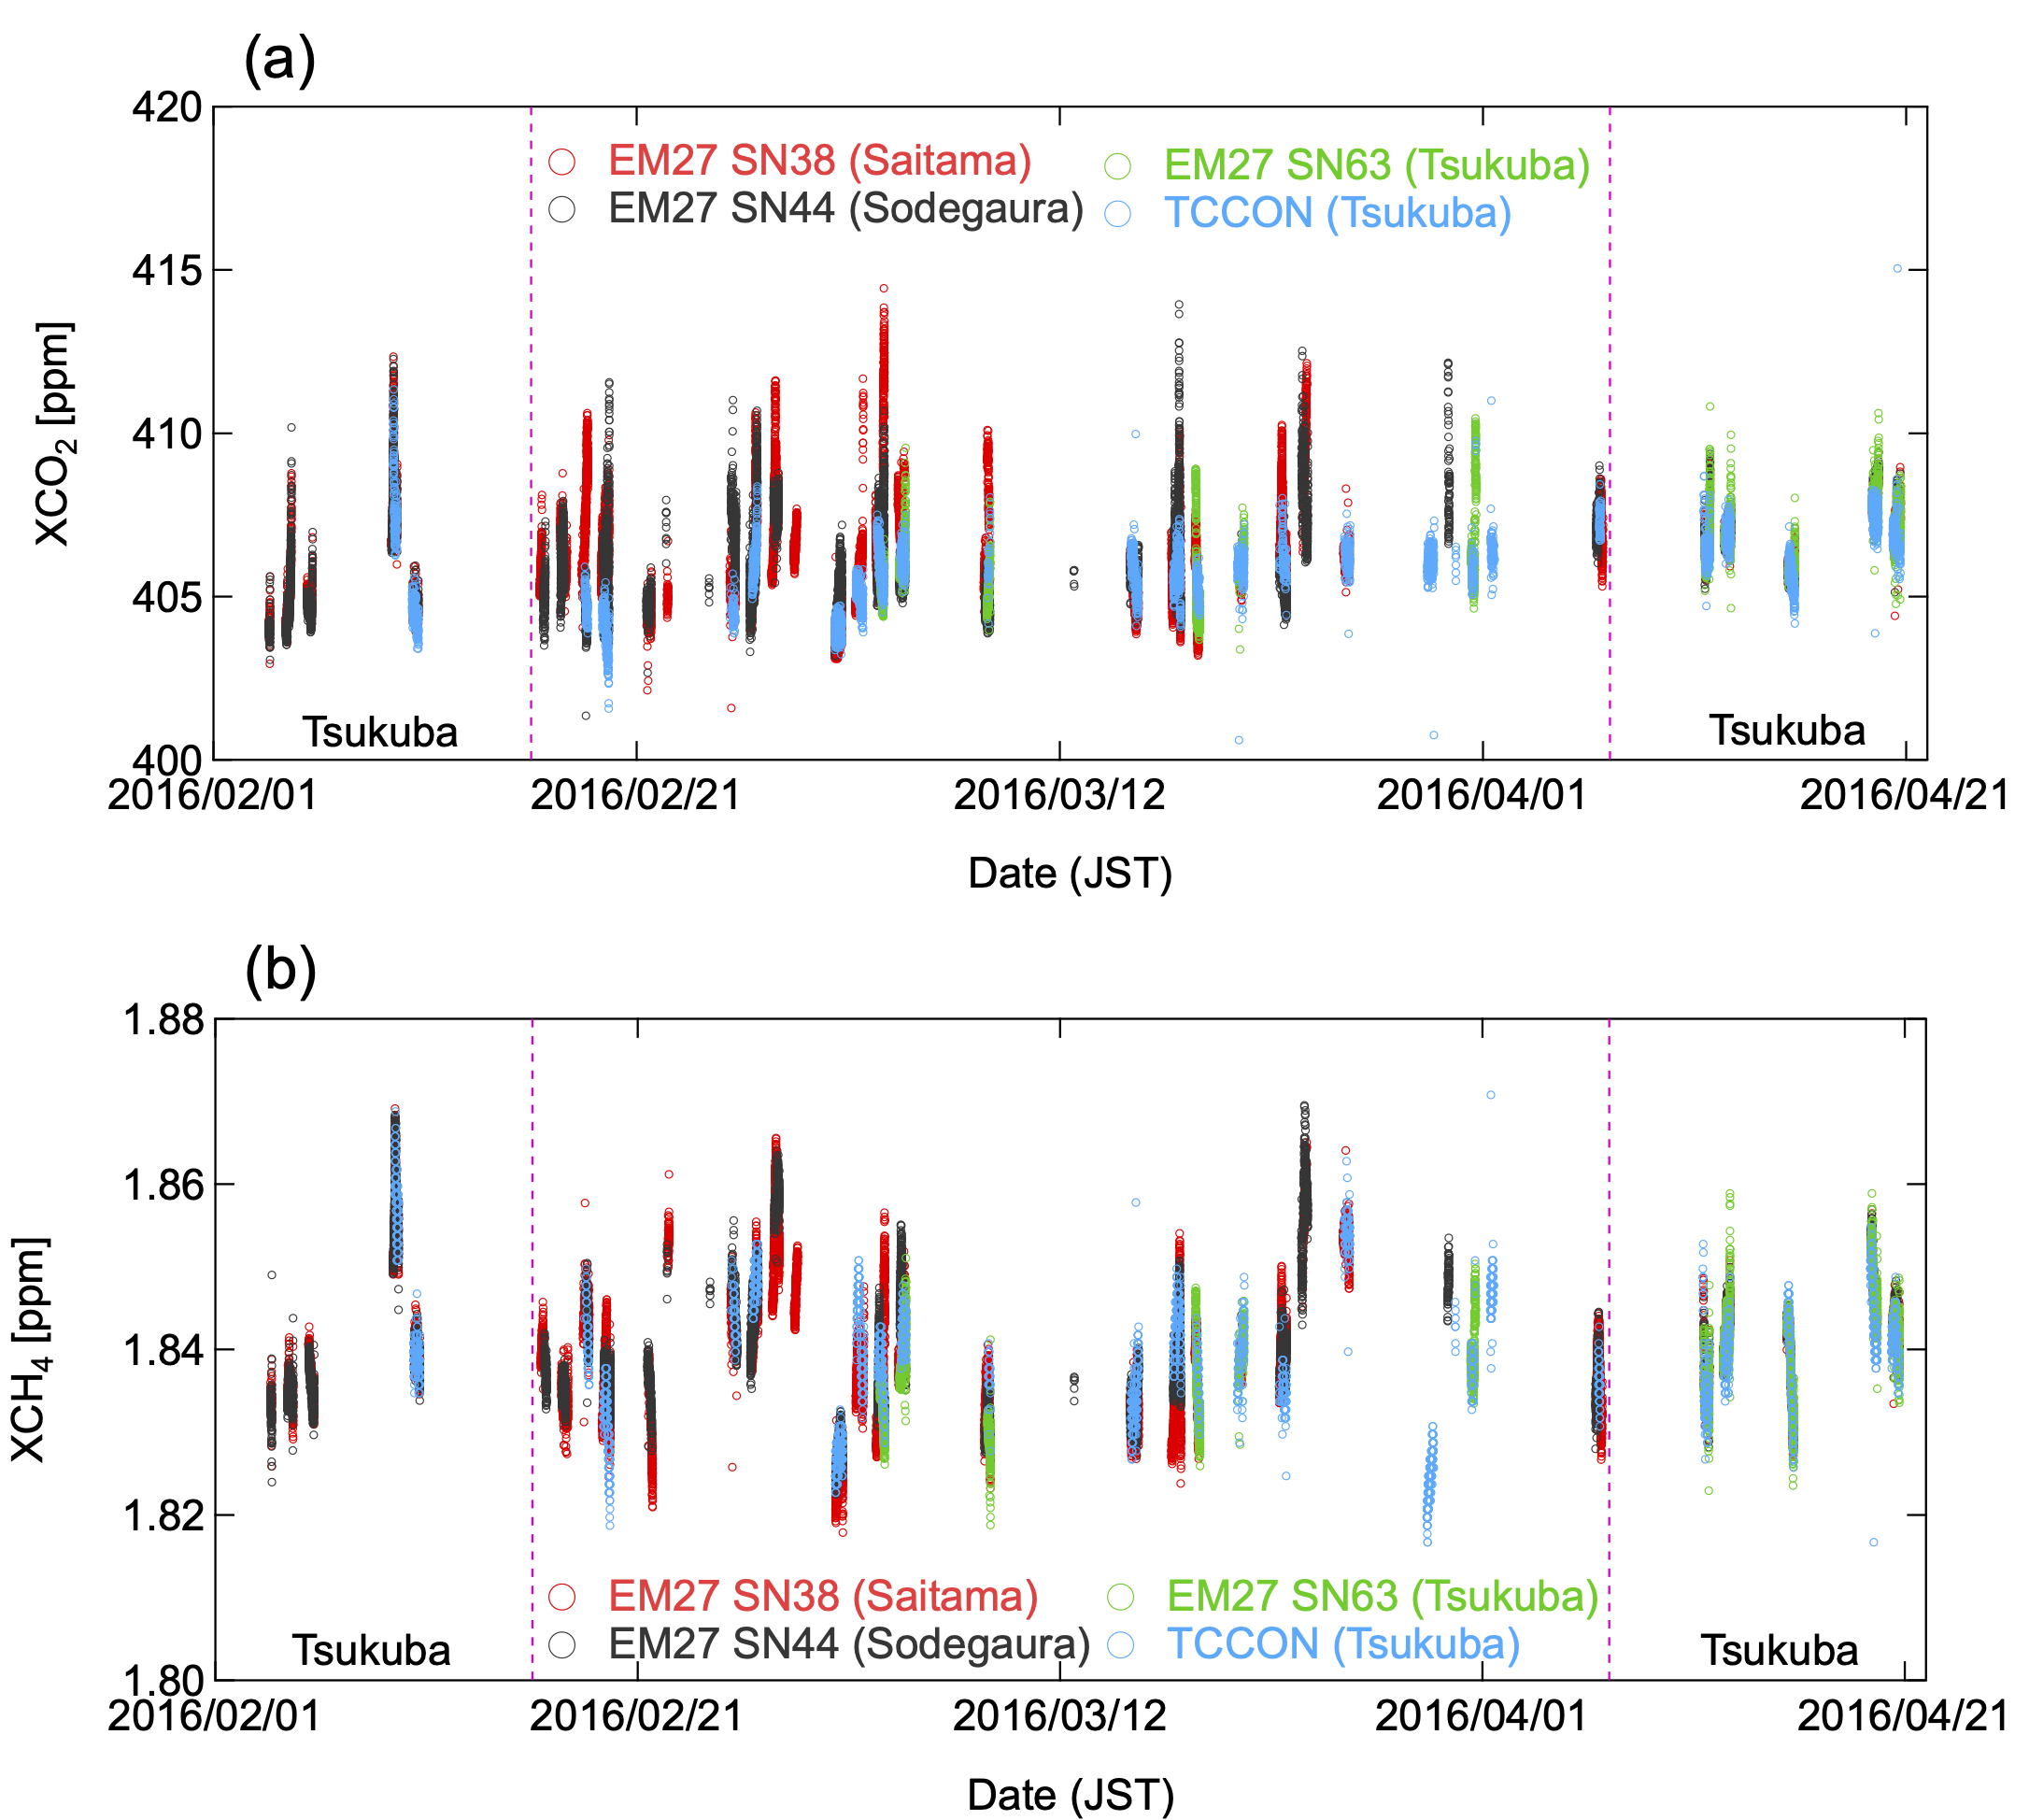 (a)
420
415
410
405
400
XCO₂ [ppm]
EM27 SN38 (Saitama)
EM27 SN44 (Sodegaura)
EM27 SN63 (Tsukuba)
TCCON (Tsukuba)
Tsukuba
Tsukuba
2016/02/01 2016/02/21 2016/03/12 2016/04/01 2016/04/21
Date (JST)
(b)
1.88
1.86
1.84
1.82
1.80
XCH₄ [ppm]
EM27 SN38 (Saitama)
EM27 SN44 (Sodegaura)
EM27 SN63 (Tsukuba)
TCCON (Tsukuba)
Tsukuba
Tsukuba
2016/02/01 2016/02/21 2016/03/12 2016/04/01 2016/04/21
Date (JST)